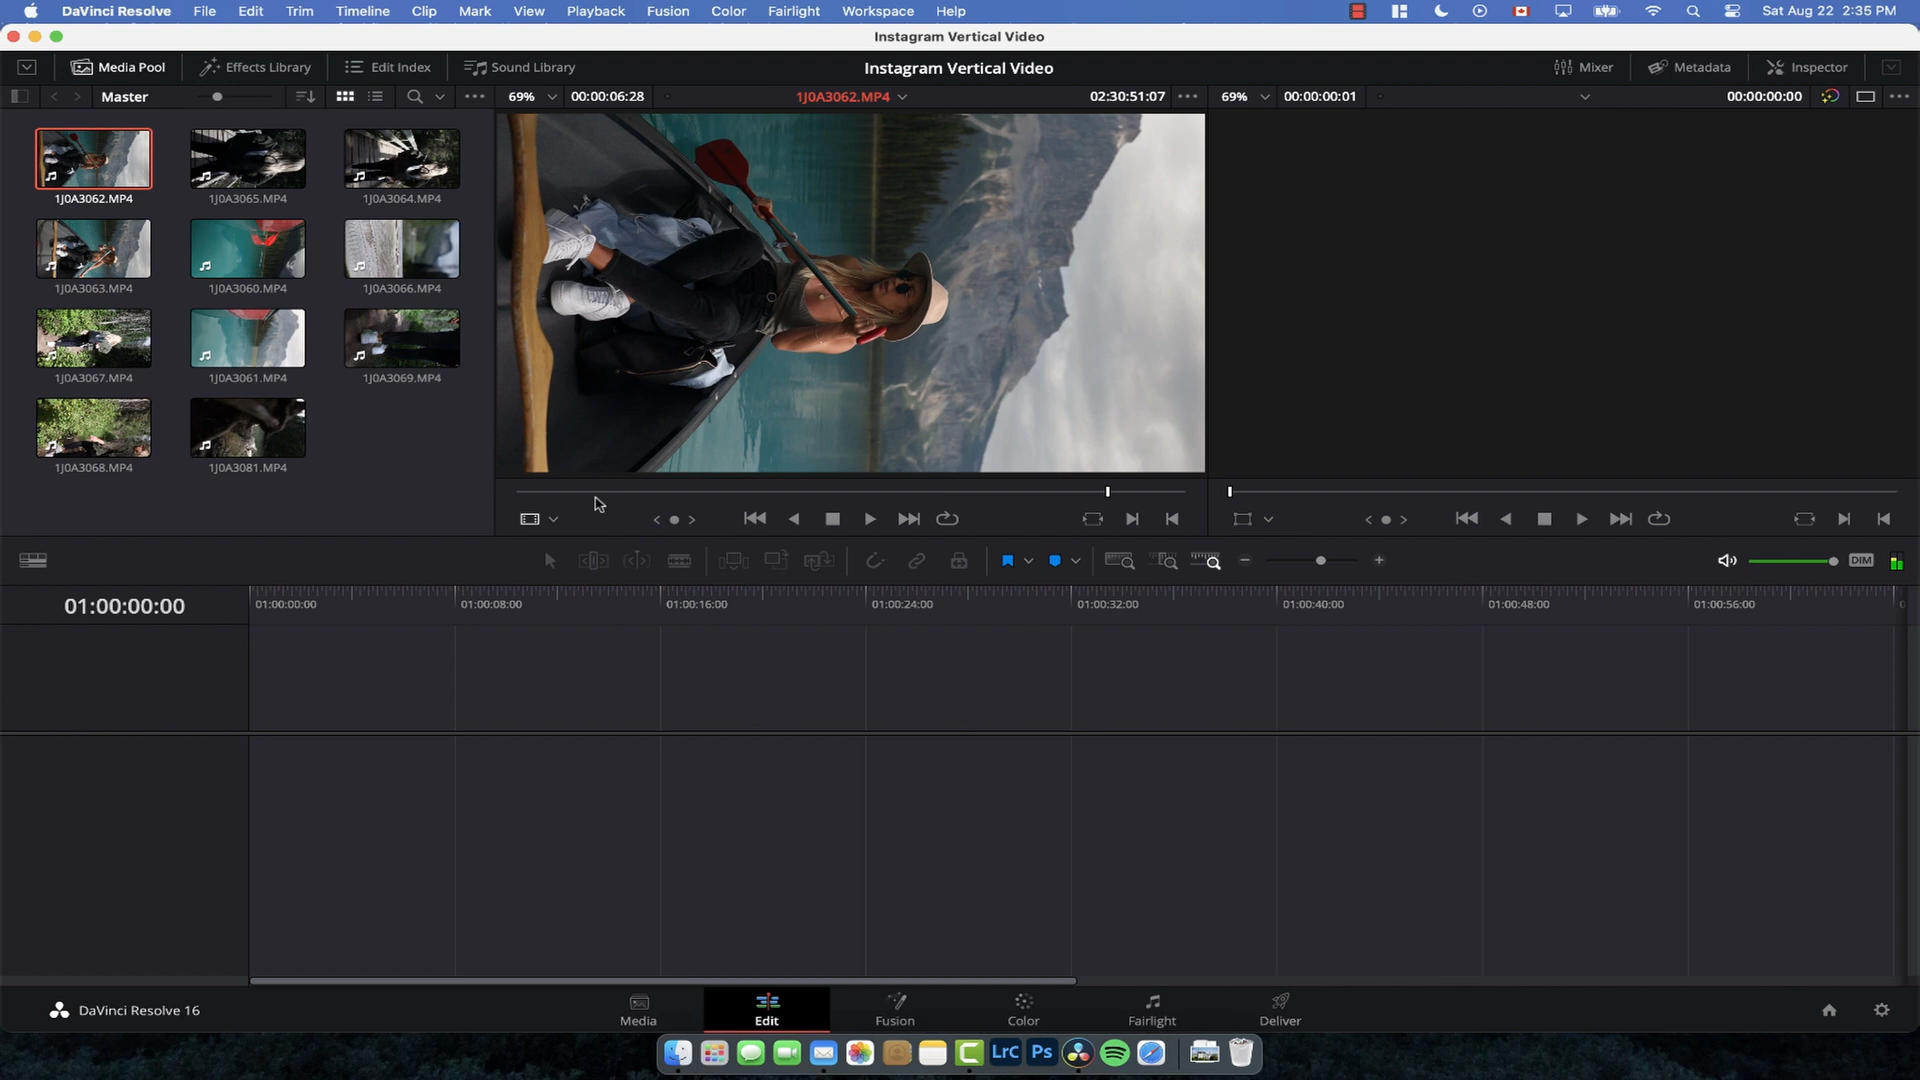 DaVinci Resolve File Edit Trim Timeline Clip Mark View Playback Fusion Color Fairlight Workspace Help Sat Aug 22 2:35 PM
Instagram Vertical Video
Media Pool Effects Library Edit Index Sound Library Instagram Vertical Video Mixer Metadata Inspector
Master 69% 00:00:06:28 1J0A3062.MP4 02:30:51:07 69% 00:00:00:01 00:00:00:00
1J0A3062.MP4 1J0A3065.MP4 1J0A3064.MP4
1J0A3063.MP4 1J0A3060.MP4 1J0A3066.MP4
1J0A3067.MP4 1J0A3061.MP4 1J0A3069.MP4
1J0A3068.MP4 1J0A3081.MP4
DIM
01:00:00:00 01:00:00:00 01:00:08:00 01:00:16:00 01:00:24:00 01:00:32:00 01:00:40:00 01:00:48:00 01:00:56:00
DaVinci Resolve 16 Media Edit Fusion Color Fairlight Deliver
LrC Ps